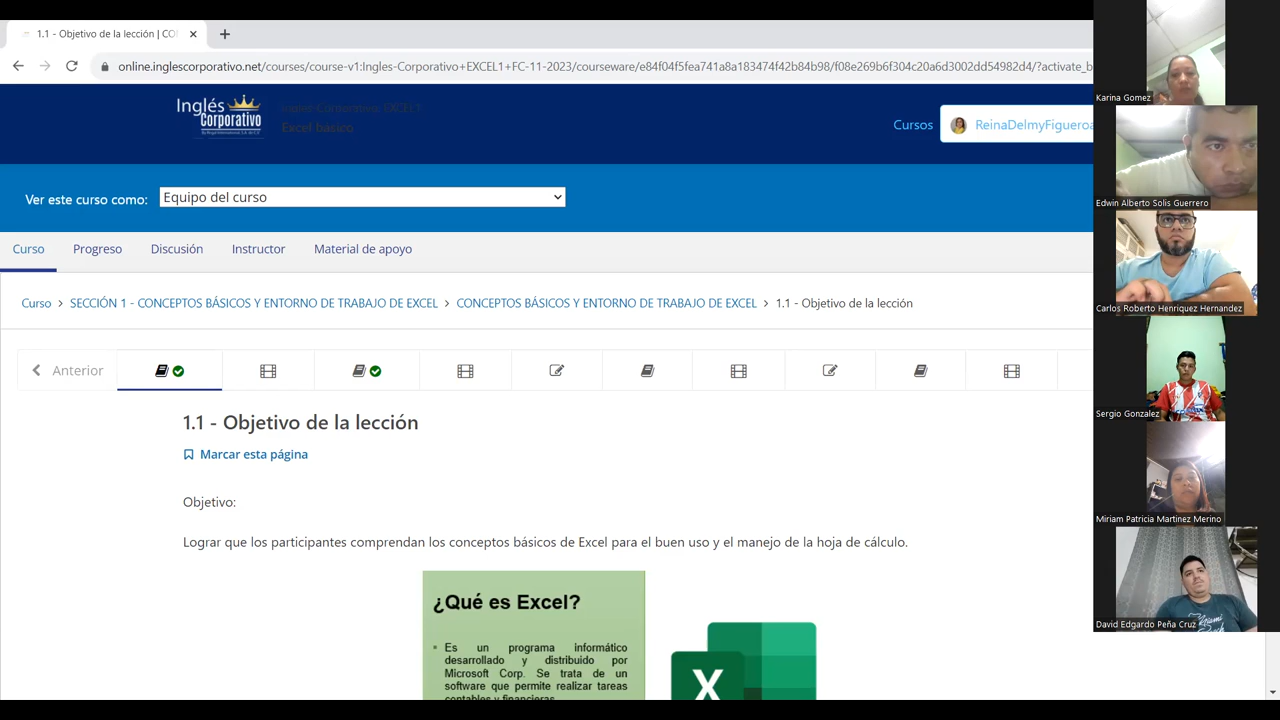 1.1 - Objetivo de la lección | CO
online.inglescorporativo.net/courses/course-v1:Ingles-Corporativo+EXCEL1+FC-11-2023/courseware/e84f04f5fea741a8a183474f42b84b98/f08e269b6f304c20a6d3002dd54982d4/?activate_b
Inglés
Corporativo
Ingles-Corporativo: EXCEL1
Excel básico
Cursos
ReinaDelmyFigueroa
Ver este curso como:
Equipo del curso
Curso
Progreso
Discusión
Instructor
Material de apoyo
Curso > SECCIÓN 1 - CONCEPTOS BÁSICOS Y ENTORNO DE TRABAJO DE EXCEL > CONCEPTOS BÁSICOS Y ENTORNO DE TRABAJO DE EXCEL > 1.1 - Objetivo de la lección
Anterior
1.1 - Objetivo de la lección
Marcar esta página
Objetivo:
Lograr que los participantes comprendan los conceptos básicos de Excel para el buen uso y el manejo de la hoja de cálculo.
¿Qué es Excel?
Es un programa informático
desarrollado y distribuido por
Microsoft Corp. Se trata de un
software que permite realizar tareas
contables y financieras
X
Karina Gomez
Edwin Alberto Solis Guerrero
Carlos Roberto Henriquez Hernandez
Sergio Gonzalez
Miriam Patricia Martinez Merino
David Edgardo Peña Cruz